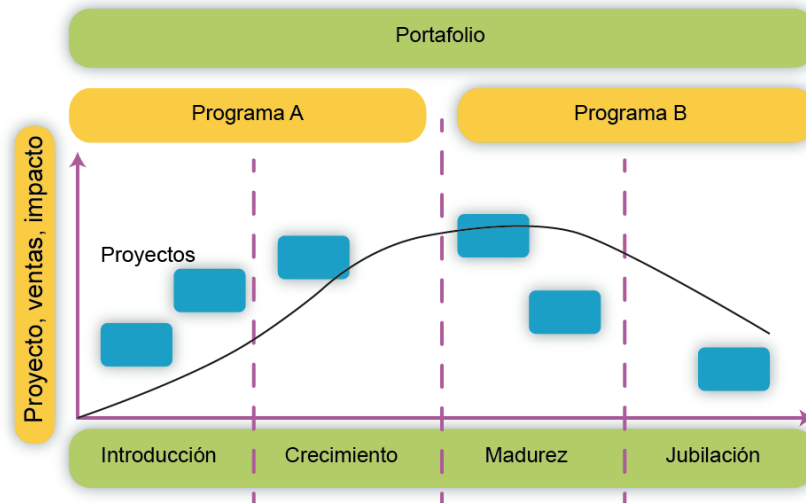 Portafolio
Programa A
Programa B
Proyecto, ventas, impacto
Proyectos
Introducción
Crecimiento
Madurez
Jubilación